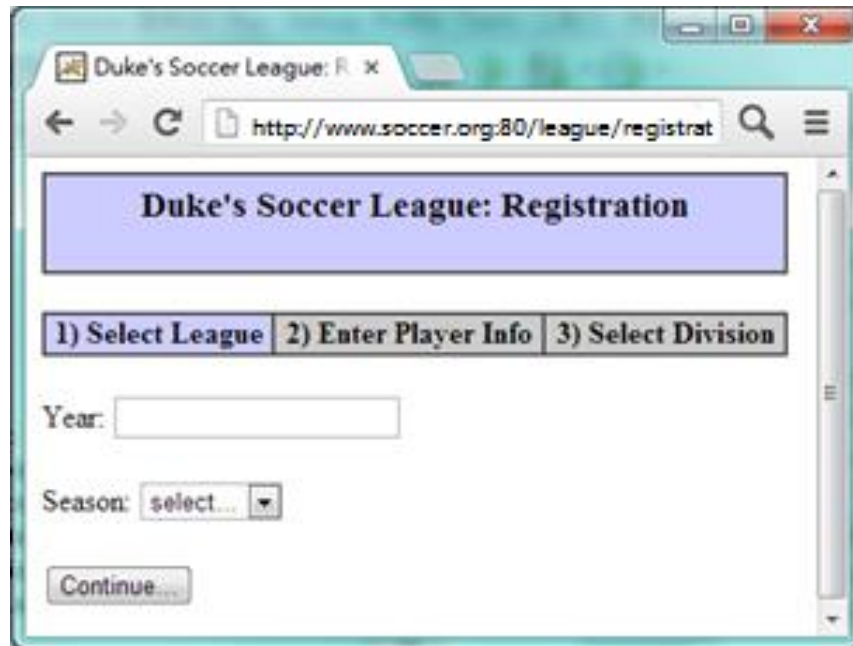 Duke's Soccer League: R
http://www.soccer.org:80/league/registrat
Duke's Soccer League: Registration
1) Select League 2) Enter Player Info 3) Select Division
Year:
Season: select...
Continue...